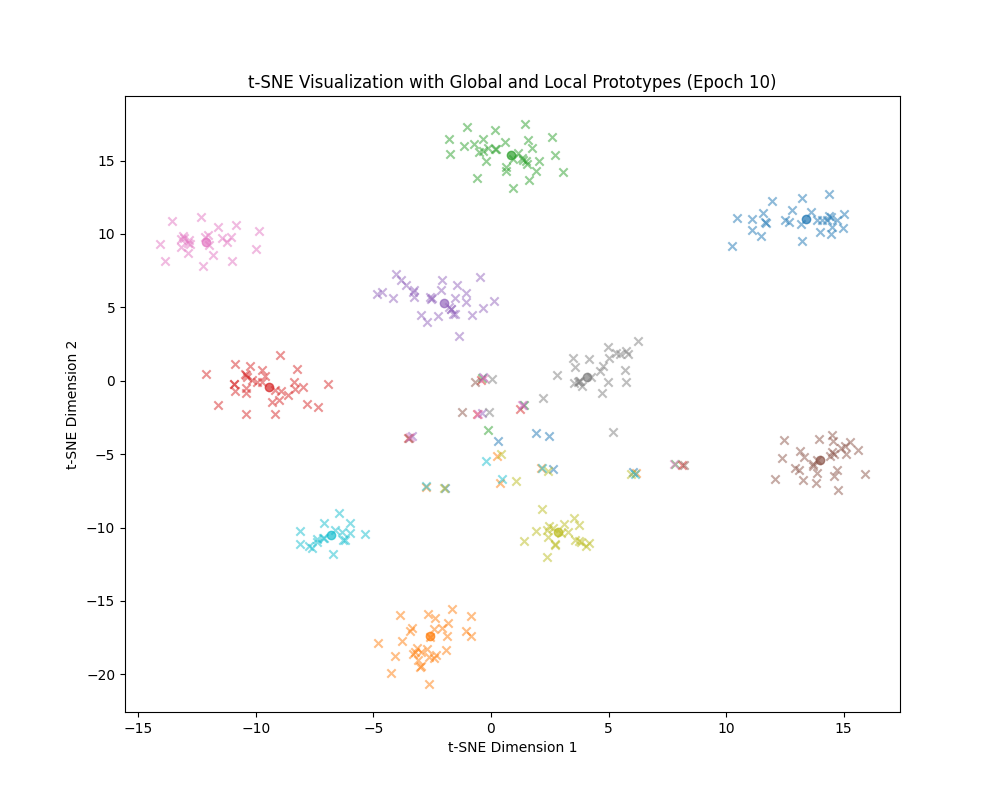 t-SNE Visualization with Global and Local Prototypes (Epoch 10)
15
10
5
0
−5
−10
−15
−20
t-SNE Dimension 2
−15 −10 −5 0 5 10 15
t-SNE Dimension 1